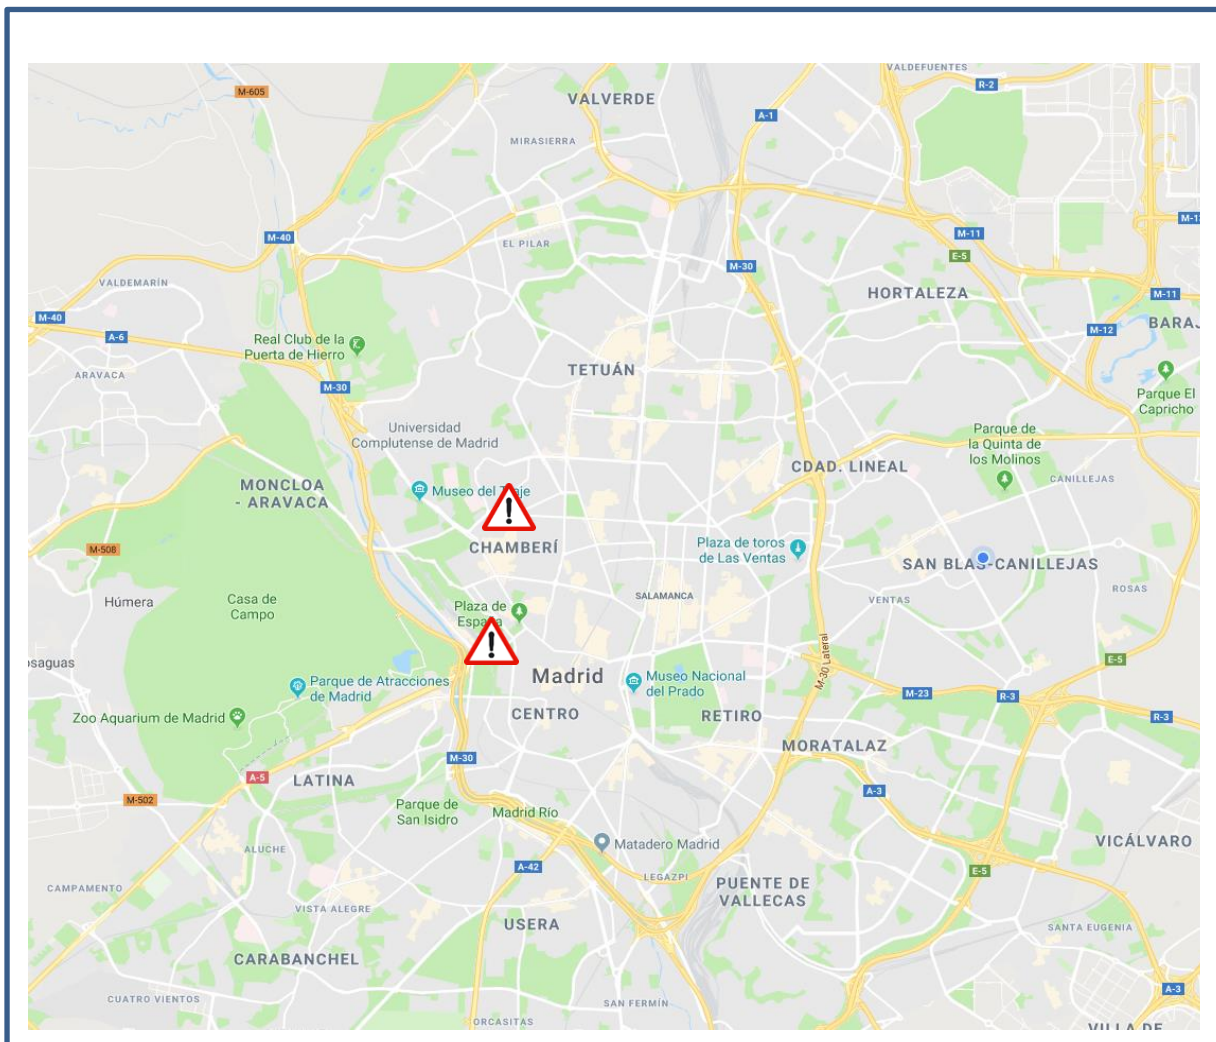 VALDEFUENTES
M-605
R-2
VALVERDE
A-1
MIRASIERRA
M-40
EL PILAR
M-11
E-5
M-30
VALDEMARÍN
HORTALEZA
M-11
M-40
A-6
Real Club de la
Puerta de Hierro
M-12
ARAVACA
TETUÁN
M-30
Parque El
Capricho
Universidad
Complutense de Madrid
Parque de
la Quinta de
los Molinos
CDAD. LINEAL
CANILLEJAS
MONCLOA
- ARAVACA
Museo del
M-508
CHAMBERÍ
Plaza de toros
de Las Ventas
SAN BLAS-CANILLEJAS
Húmera
Casa de
Campo
Plaza de
España
SALAMANCA
VENTAS
ROSAS
M-30 Lateral
E-5
osaguas
Parque de Atracciones
de Madrid
Madrid
Museo Nacional
del Prado
M-23
R-3
R-3
Zoo Aquarium de Madrid
CENTRO
RETIRO
MORATALAZ
M-30
A-5
LATINA
A-3
M-502
Parque de
San Isidro
Madrid Río
Matadero Madrid
VICÁLVARO
ALUCHE
A-42
LEGAZPI
E-5
CAMPAMENTO
PUENTE DE
VALLECAS
VISTA ALEGRE
USERA
SANTA EUGENIA
CARABANCHEL
CUATRO VIENTOS
SAN FERMÍN
A-3
ORCASITAS
VILLA DE